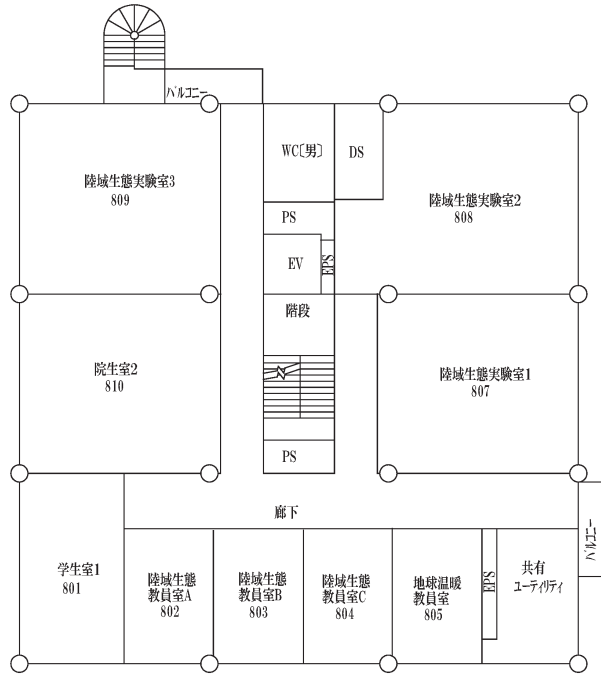 バルコニー
WC〔男〕
DS
陸域生態実験室3
809
陸域生態実験室2
808
PS
EV
EPS
階段
院生室2
810
陸域生態実験室1
807
PS
廊下
バルコニー
学生室1
801
陸域生態
教員室A
802
陸域生態
教員室B
803
陸域生態
教員室C
804
地球温暖
教員室
805
EPS
共有
ユーティリティ